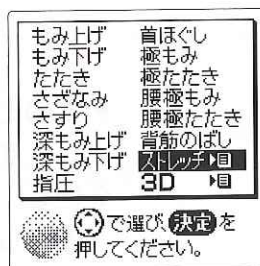 もみ上げ 首ほぐし
もみ下げ 極もみ
たたき 極たたき
さざなみ 腰極もみ
さすり 腰極たたき
深もみ上げ 背筋のばし
深もみ下げ ストレッチ
指圧 3D
で選び、決定を
押してください。